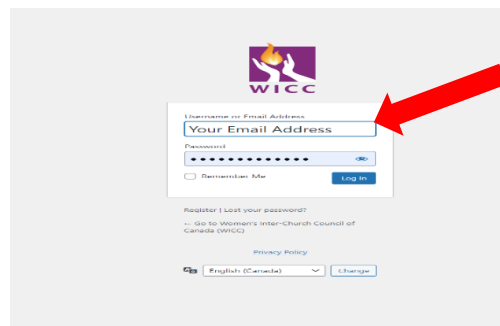 WICC
Username or Email Address
Your Email Address
Password
Remember Me
Log In
Register | Lost your password?
← Go to Women's Inter-Church Council of
Canada (WICC)
Privacy Policy
English (Canada)
Change